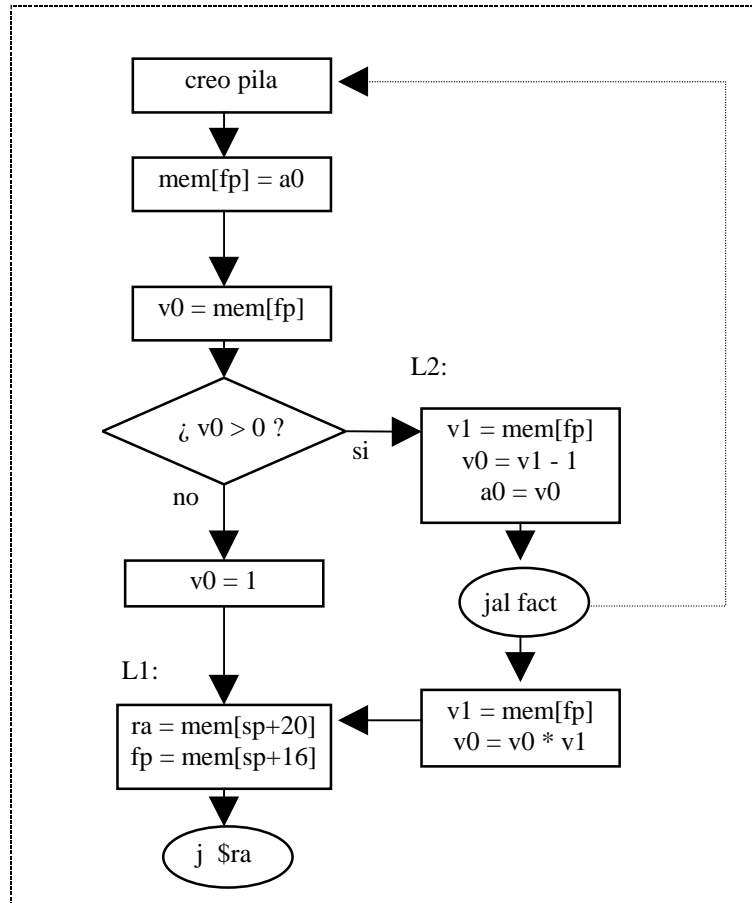 creo pila
mem[fp] = a0
v0 = mem[fp]
¿ v0 > 0 ?
si
no
v0 = 1
L2:
v1 = mem[fp]
v0 = v1 - 1
a0 = v0
jal fact
v1 = mem[fp]
v0 = v0 * v1
L1:
ra = mem[sp+20]
fp = mem[sp+16]
j $ra